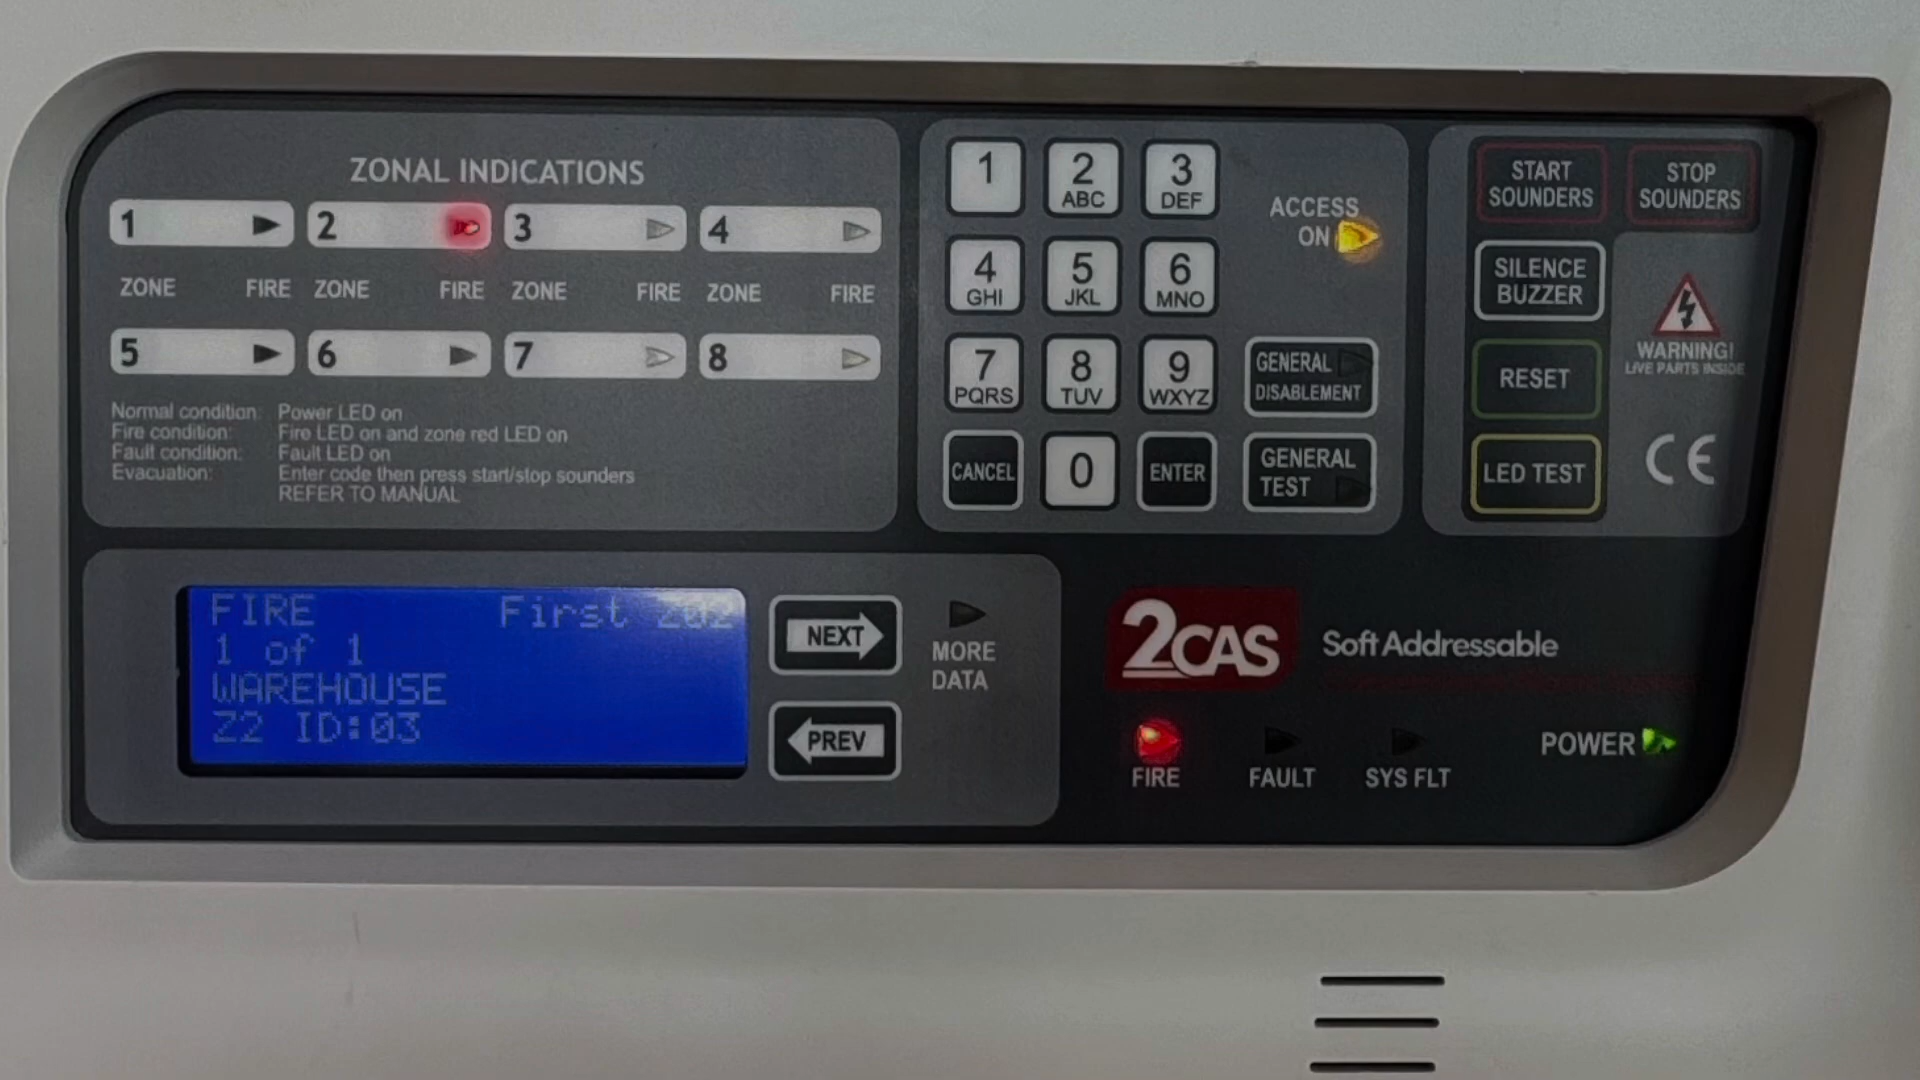 ZONAL INDICATIONS
1 2 3 4
ZONE FIRE ZONE FIRE ZONE FIRE ZONE FIRE
5 6 7 8
Normal condition: Power LED on
Fire condition: Fire LED on and zone red LED on
Fault condition: Fault LED on
Evacuation: Enter code then press start/stop sounders
REFER TO MANUAL
1
2 ABC
3 DEF
4 GHI
5 JKL
6 MNO
7 PQRS
8 TUV
9 WXYZ
CANCEL
0
ENTER
ACCESS
ON
GENERAL
DISABLEMENT
GENERAL
TEST
START
SOUNDERS
STOP
SOUNDERS
SILENCE
BUZZER
RESET
LED TEST
WARNING!
LIVE PARTS INSIDE
CE
FIRE First Z02
1 of 1
WAREHOUSE
Z2 ID:03
NEXT
PREV
MORE
DATA
2CAS
Soft Addressable
FIRE
FAULT
SYS FLT
POWER